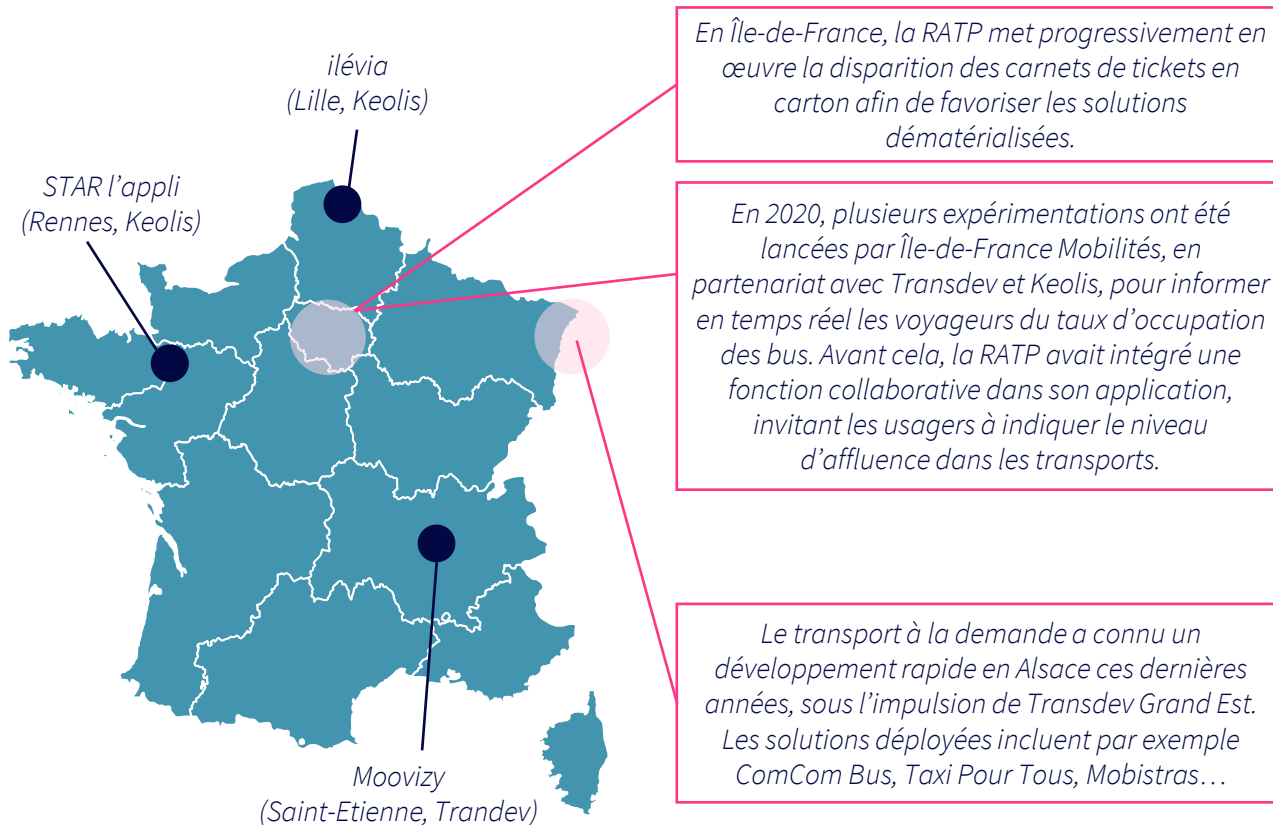 ilévia
(Lille, Keolis)
STAR l’appli
(Rennes, Keolis)
Moovizy
(Saint-Etienne, Trandev)
En Île-de-France, la RATP met progressivement en
œuvre la disparition des carnets de tickets en
carton afin de favoriser les solutions
dématérialisées.
En 2020, plusieurs expérimentations ont été
lancées par Île-de-France Mobilités, en
partenariat avec Transdev et Keolis, pour informer
en temps réel les voyageurs du taux d’occupation
des bus. Avant cela, la RATP avait intégré une
fonction collaborative dans son application,
invitant les usagers à indiquer le niveau
d’affluence dans les transports.
Le transport à la demande a connu un
développement rapide en Alsace ces dernières
années, sous l’impulsion de Transdev Grand Est.
Les solutions déployées incluent par exemple
ComCom Bus, Taxi Pour Tous, Mobistras…